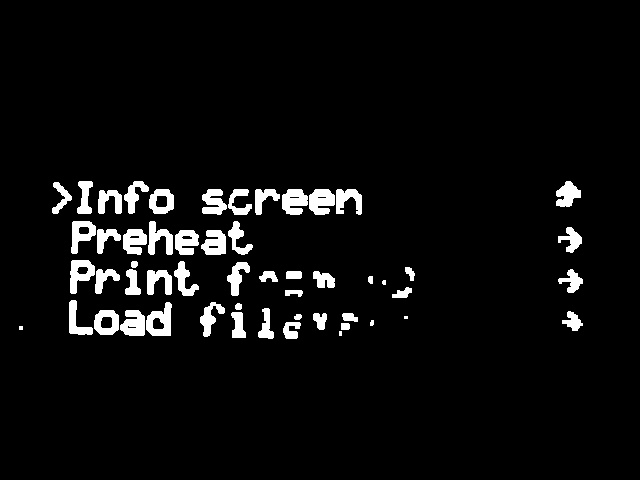 >Info screen ↑
Preheat →
Print →
Load →